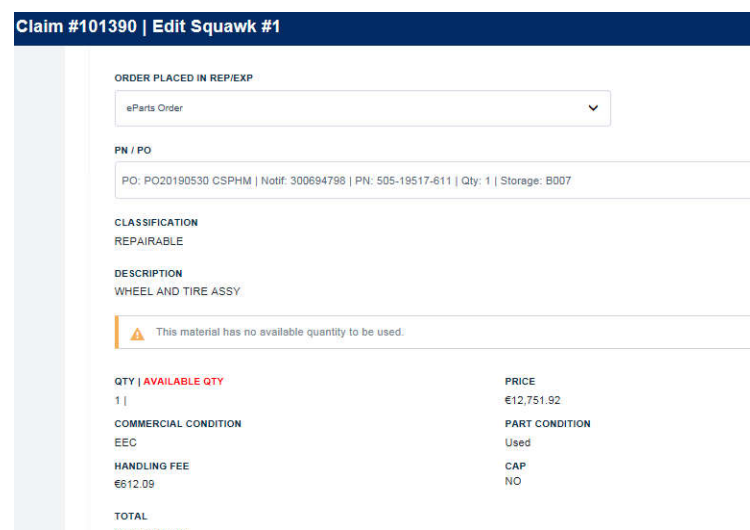 Claim #101390 | Edit Squawk #1
ORDER PLACED IN REP/EXP
eParts Order
PN / PO
PO: PO20190530 CSPHM | Notif: 300694798 | PN: 505-19517-611 | Qty: 1 | Storage: B007
CLASSIFICATION
REPAIRABLE
DESCRIPTION
WHEEL AND TIRE ASSY
This material has no available quantity to be used.
QTY | AVAILABLE QTY PRICE
1 | €12,751.92
COMMERCIAL CONDITION PART CONDITION
EEC Used
HANDLING FEE CAP
€612.09 NO
TOTAL